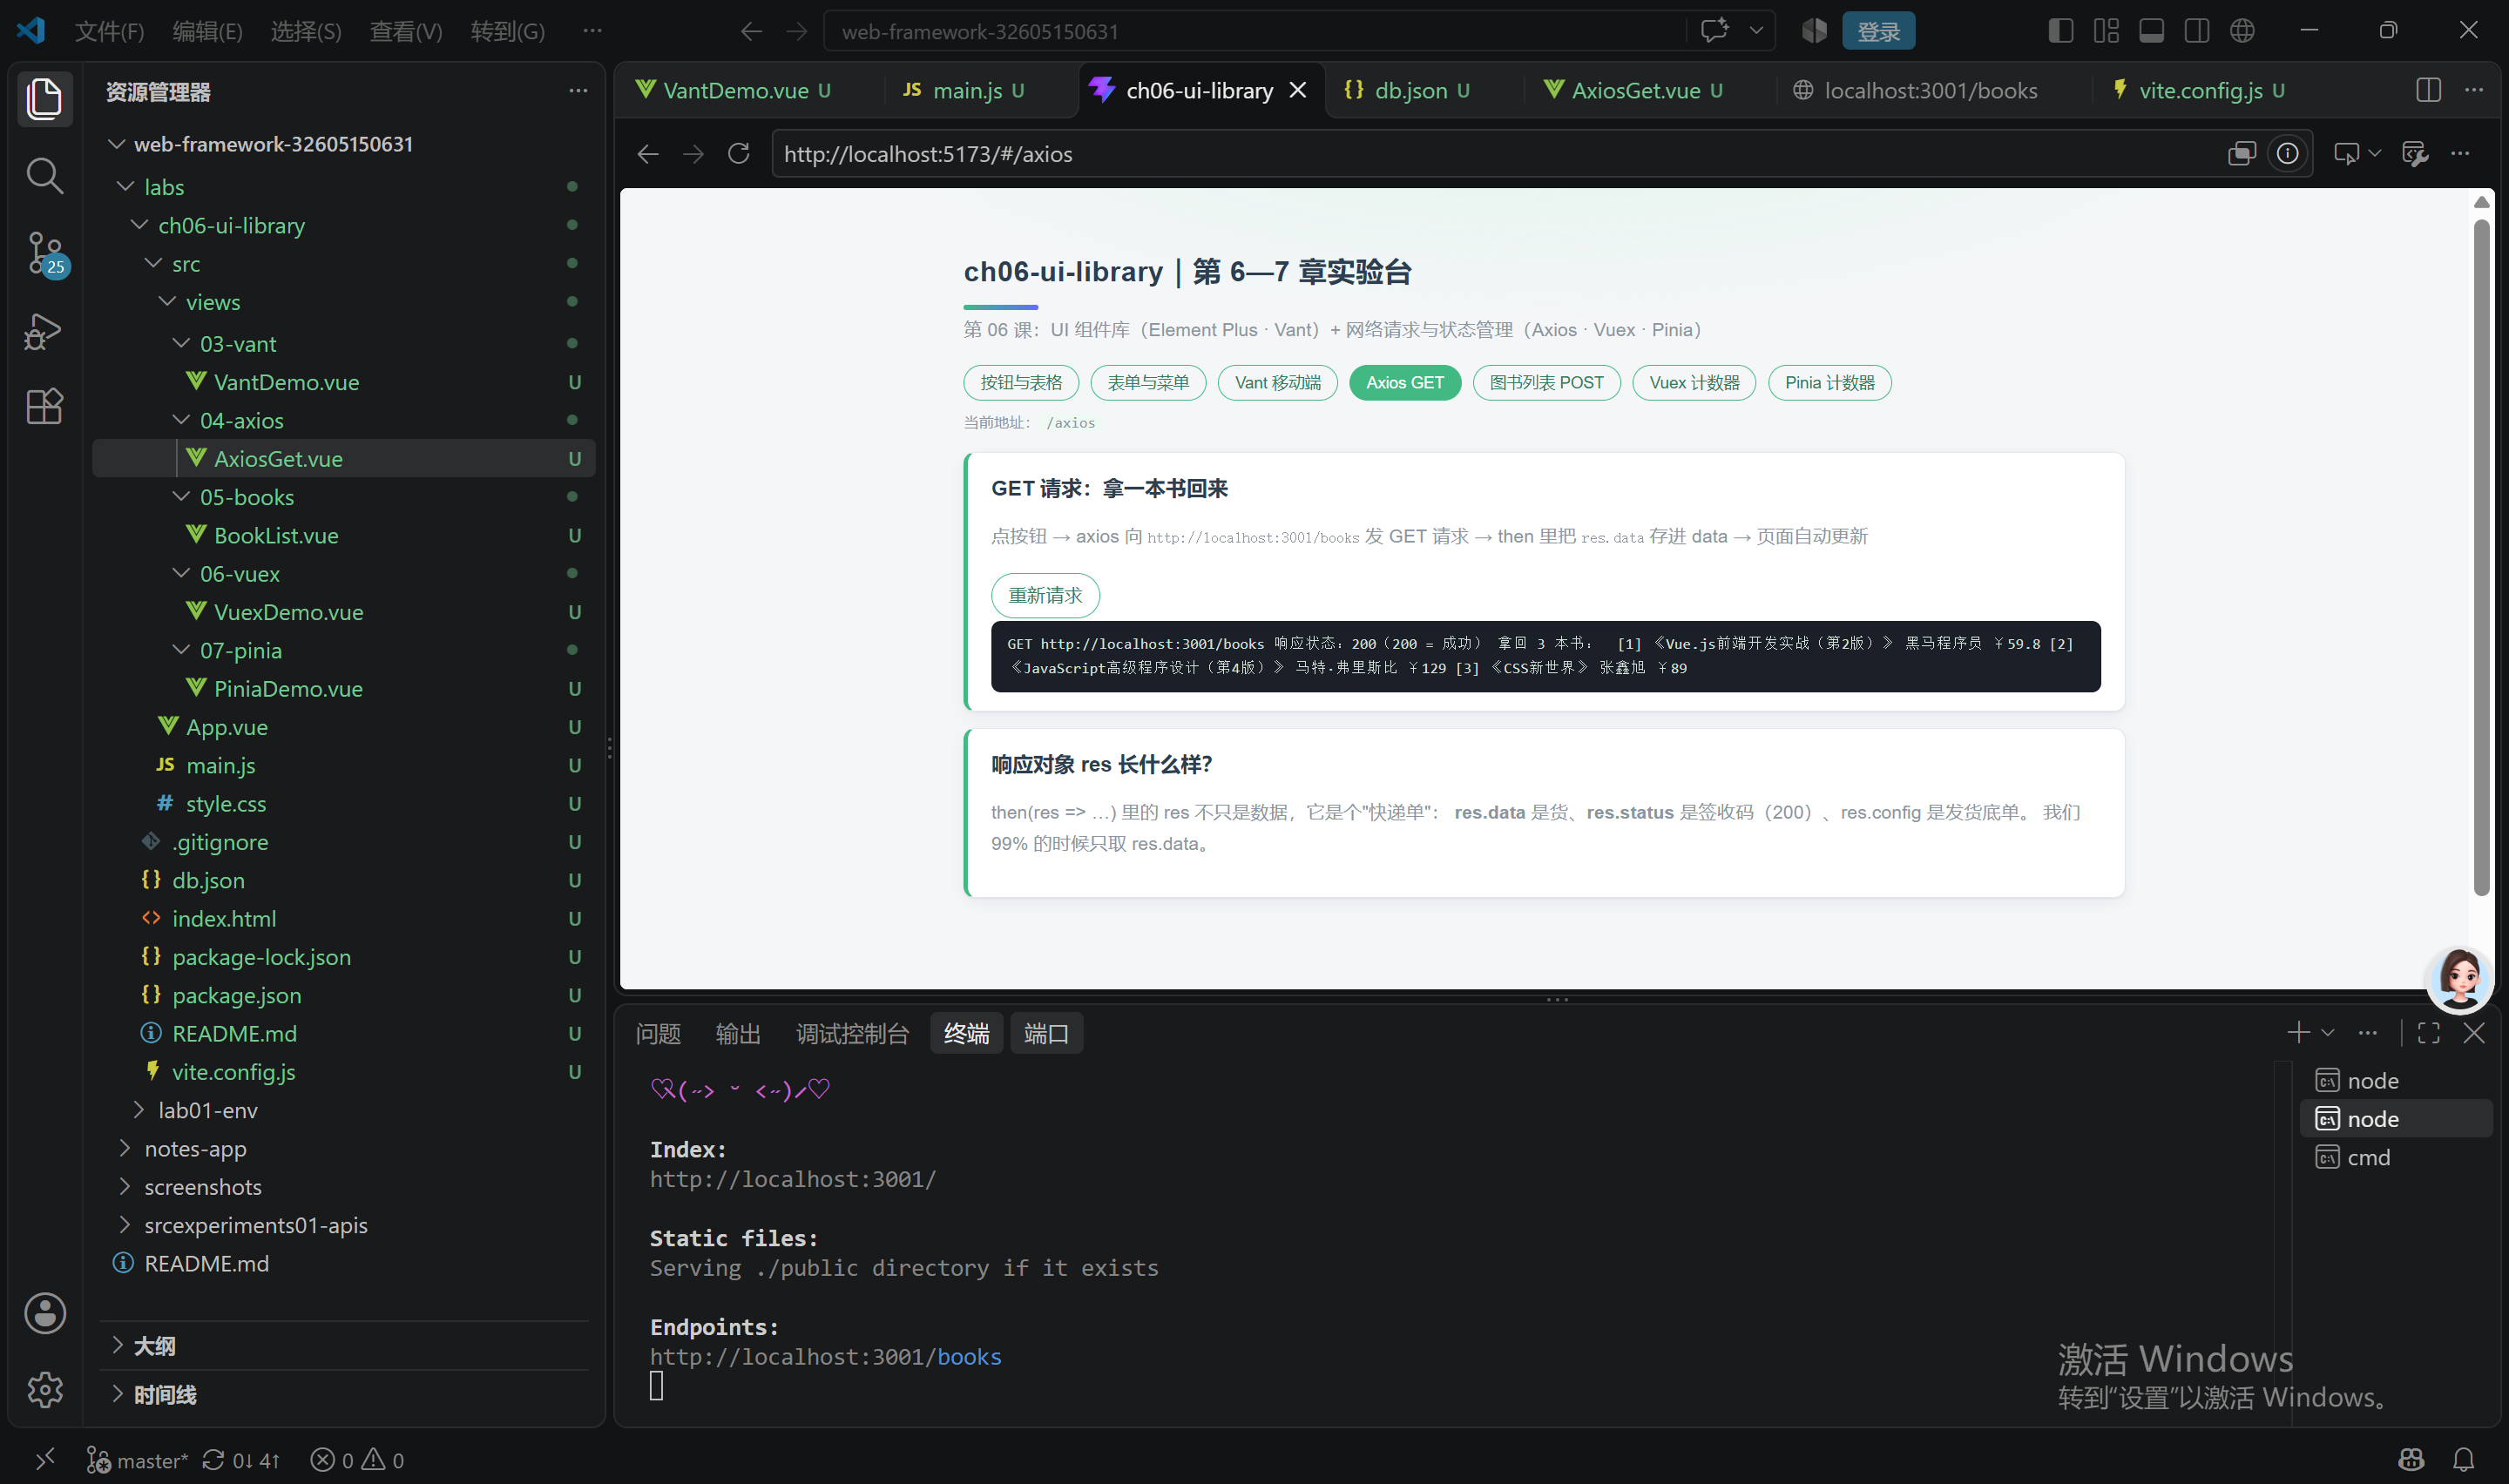 文件(F) 编辑(E) 选择(S) 查看(V) 转到(G) ··· web-framework-32605150631 登录
资源管理器 ···
web-framework-32605150631
labs
ch06-ui-library
src
views
03-vant
VantDemo.vue U
04-axios
AxiosGet.vue U
05-books
BookList.vue U
06-vuex
VuexDemo.vue U
07-pinia
PiniaDemo.vue U
App.vue U
JS main.js U
# style.css U
.gitignore U
{} db.json U
<> index.html U
{} package-lock.json U
{} package.json U
README.md U
vite.config.js U
lab01-env
notes-app
screenshots
srcexperiments01-apis
README.md
大纲
时间线
25
VantDemo.vue U JS main.js U ch06-ui-library {} db.json U AxiosGet.vue U localhost:3001/books vite.config.js U
http://localhost:5173/#/axios
ch06-ui-library｜第 6—7 章实验台
第 06 课：UI 组件库（Element Plus · Vant）+ 网络请求与状态管理（Axios · Vuex · Pinia）
按钮与表格 表单与菜单 Vant 移动端 Axios GET 图书列表 POST Vuex 计数器 Pinia 计数器
当前地址： /axios
GET 请求：拿一本书回来
点按钮 → axios 向 http://localhost:3001/books 发 GET 请求 → then 里把 res.data 存进 data → 页面自动更新
重新请求
GET http://localhost:3001/books 响应状态：200（200 = 成功） 拿回 3 本书： [1] 《Vue.js前端开发实战（第2版）》 黑马程序员 ￥59.8 [2]
《JavaScript高级程序设计（第4版）》 马特·弗里斯比 ￥129 [3] 《CSS新世界》 张鑫旭 ￥89
响应对象 res 长什么样？
then(res => …) 里的 res 不只是数据，它是个"快递单"： res.data 是货、res.status 是签收码（200）、res.config 是发货底单。 我们
99% 的时候只取 res.data。
问题 输出 调试控制台 终端 端口
Index:
http://localhost:3001/
Static files:
Serving ./public directory if it exists
Endpoints:
http://localhost:3001/books
node
node
cmd
激活 Windows
转到“设置”以激活 Windows。
master* 0↓ 4↑ 0 0